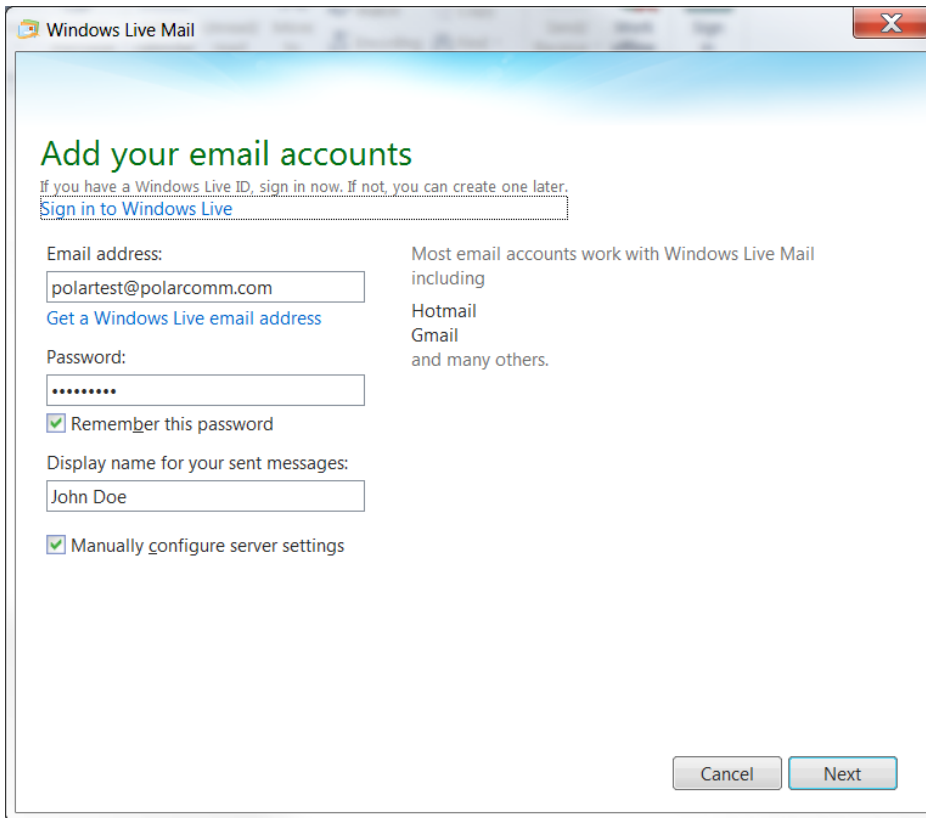 Windows Live Mail
Add your email accounts
If you have a Windows Live ID, sign in now. If not, you can create one later.
Sign in to Windows Live
Email address:
polartest@polarcomm.com
Get a Windows Live email address
Password:
•••••••••
Remember this password
Display name for your sent messages:
John Doe
Manually configure server settings
Most email accounts work with Windows Live Mail
including
Hotmail
Gmail
and many others.
Cancel
Next